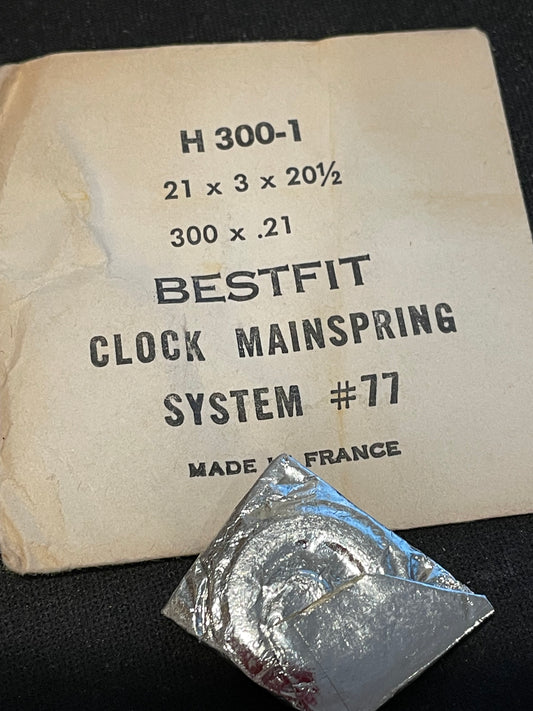 H 300-1
21 x 3 x 20½
300 x .21
BESTFIT
CLOCK MAINSPRING
SYSTEM #77
MADE FRANCE